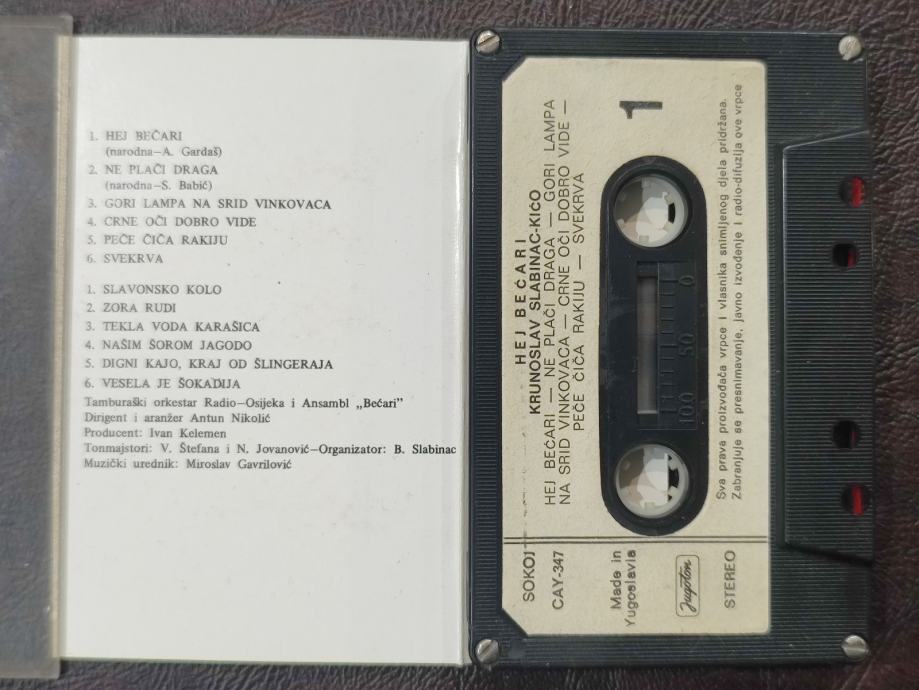 1. HEJ BEĆARI
(narodna—A. Gardaš)
2. NE PLAČI DRAGA
(narodna—S. Babić)
3. GORI LAMPA NA SRID VINKOVACA
4. CRNE OČI DOBRO VIDE
5. PEČE ČIČA RAKIJU
6. SVEKRVA
1. SLAVONSKO KOLO
2. ZORA RUDI
3. TEKLA VODA KARAŠICA
4. NAŠIM ŠOROM JAGODO
5. DIGNI KAJO, KRAJ OD ŠLINGERAJA
6. VESELA JE ŠOKADIJA
Tamburaški orkestar Radio—Osijeka i Ansambl „Bećari”
Dirigent i aranžer Antun Nikolić
Producent: Ivan Kelemen
Tonmajstori: V. Štefana i N. Jovanović—Organizator: B. Slabinac
Muzički urednik: Miroslav Gavrilović
SOKOJ
CAY-347
Made in
Yugoslavia
Jugoton
STEREO
HEJ BEĆARI
KRUNOSLAV SLABINAC-KIĆO
HEJ BEĆARI — NE PLAČI DRAGA — GORI LAMPA
NA SRID VINKOVACA — CRNE OČI DOBRO VIDE —
PEČE ČIČA RAKIJU — SVEKRVA
1
100 50 0
Sva prava proizvođača vrpce i vlasnika snimljenog djela pridržana.
Zabranjuje se presnimavanje, javno izvođenje i radio-difuzija ove vrpce